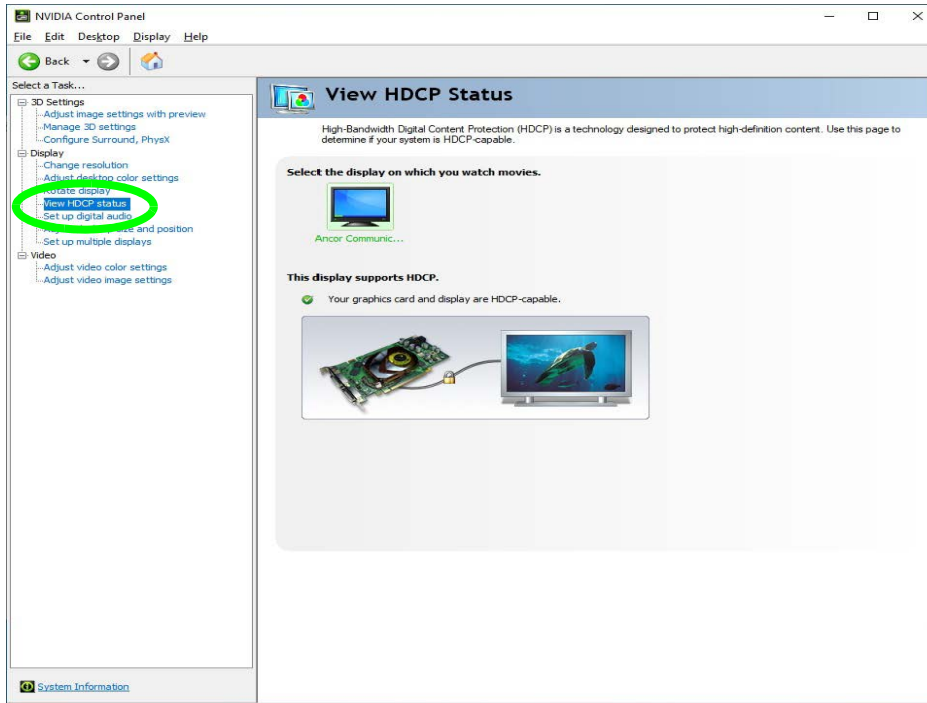 NVIDIA Control Panel
File Edit Desktop Display Help
Back
Select a Task...
3D Settings
Adjust image settings with preview
Manage 3D settings
Configure Surround, PhysX
Display
Change resolution
Adjust desktop color settings
Rotate display
View HDCP status
Set up digital audio
size and position
Set up multiple displays
Video
Adjust video color settings
Adjust video image settings
System Information
View HDCP Status
High-Bandwidth Digital Content Protection (HDCP) is a technology designed to protect high-definition content. Use this page to
determine if your system is HDCP-capable.
Select the display on which you watch movies.
Ancor Communic...
This display supports HDCP.
Your graphics card and display are HDCP-capable.